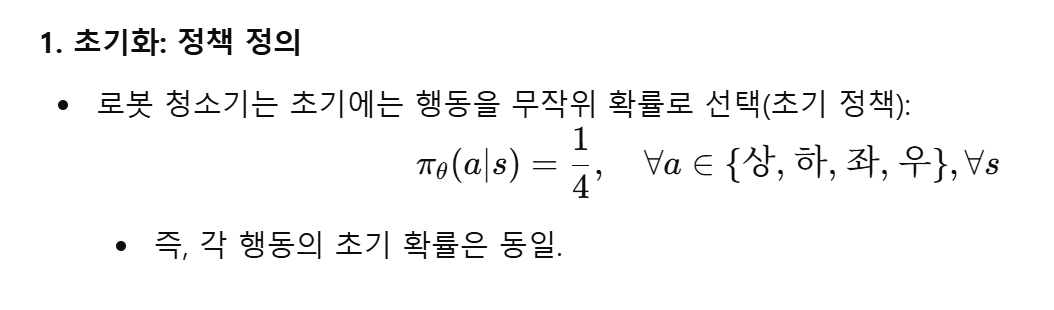 1. 초기화: 정책 정의
• 로봇 청소기는 초기에는 행동을 무작위 확률로 선택(초기 정책):
π_θ(a|s) = 1/4, ∀a ∈ {상, 하, 좌, 우}, ∀s
• 즉, 각 행동의 초기 확률은 동일.